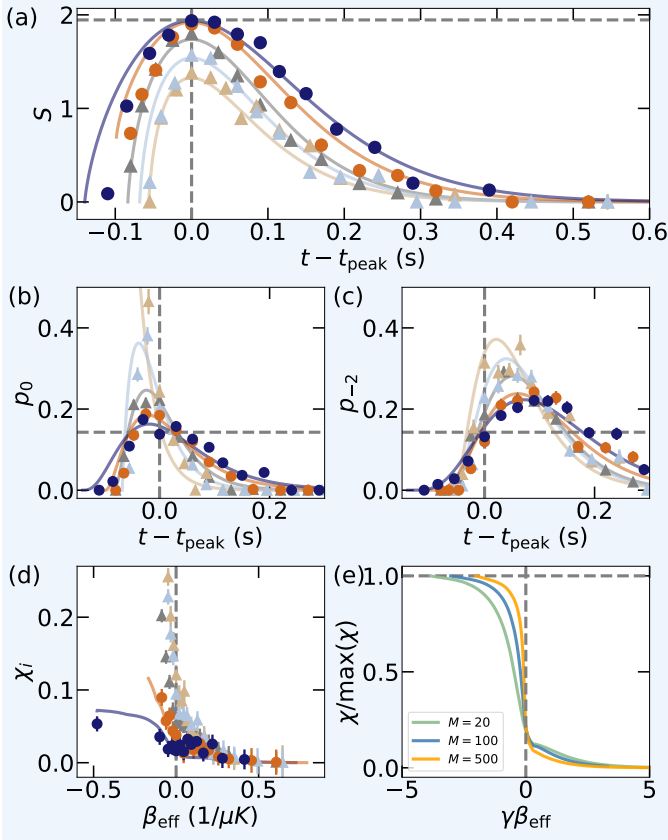 (a)
2
1
0
S
−0.1 0.0 0.1 0.2 0.3 0.4 0.5 0.6
t − t_peak (s)
(b)
0.4
0.2
0.0
p_0
0.0 0.2
t − t_peak (s)
(c)
0.4
0.2
0.0
p_−2
0.0 0.2
t − t_peak (s)
(d)
0.2
0.1
0.0
χ_i
−0.5 0.0 0.5
β_eff (1/μK)
(e)
1.0
0.5
0.0
χ/max(χ)
M = 20
M = 100
M = 500
−5 0 5
γβ_eff